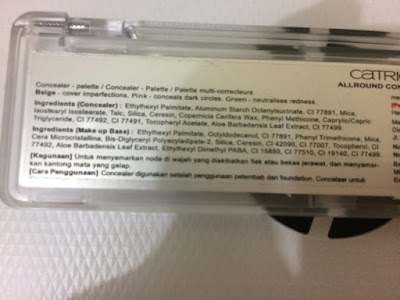 Concealer - palette / Concealer - Palette / Palette multi-correcteurs
Beige - cover imperfections. Pink - conceals dark circles. Green - neutralises redness.
Ingredients (Concealer) : Ethylhexyl Palmitate, Aluminum Starch Octenylsuccinate, CI 77891, Mica,
Isostearyl Isostearate, Talc, Silica, Ceresin, Copernicia Cerifera Wax, Phenyl Methicone, Caprylic/Capric
Triglyceride, CI 77492, CI 77491, Tocopheryl Acetate, Aloe Barbadensis Leaf Extract, CI 77499.
Ingredients (Make up Base) : Ethylhexyl Palmitate, Octyldodecanol, CI 77891, Phenyl Trimethicone, Mica,
Cera Microcristallina, Bis-Diglyceryl Polyacyladipate-2, Silica, Ceresin, CI 42090, CI 77007, Tocopherol, CI
77492, Aloe Barbadensis Leaf Extract, Ethylhexyl Dimethyl PABA, CI 15850, CI 77510, CI 19140, CI 77499.
[Kegunaan] Untuk menyamarkan noda di wajah yang diakibatkan flek atau bekas jerawat, dan menyamar-
kan kantong mata yang gelap.
[Cara Penggunaan] Concealer digunakan setelah penggunaan pelembab dan foundation. Concelaer untuk
CATRIC
ALLROUND CON